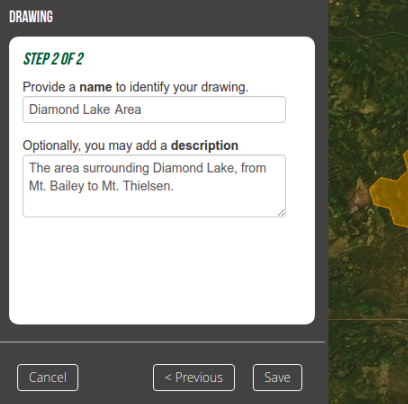 DRAWING
STEP 2 OF 2
Provide a name to identify your drawing.
Diamond Lake Area
Optionally, you may add a description
The area surrounding Diamond Lake, from
Mt. Bailey to Mt. Thielsen.
Cancel
< Previous
Save